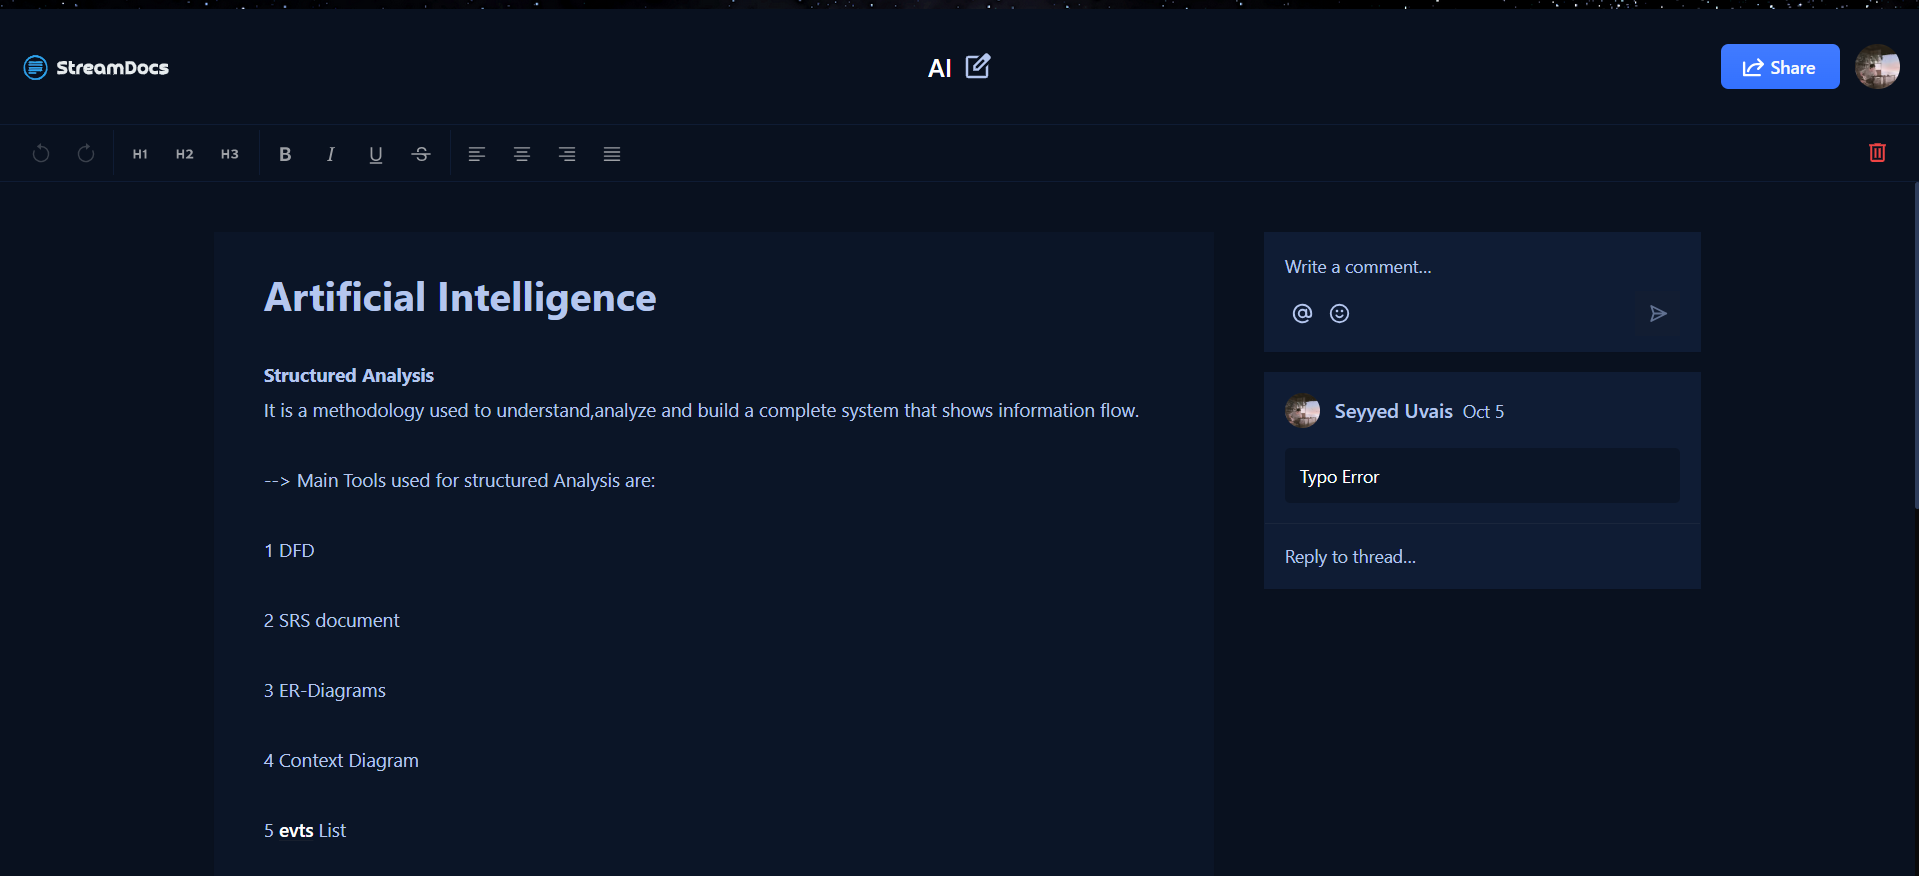 StreamDocs
AI
Share
H1 H2 H3 B I U S
Artificial Intelligence
Structured Analysis
It is a methodology used to understand,analyze and build a complete system that shows information flow.
--> Main Tools used for structured Analysis are:
1 DFD
2 SRS document
3 ER-Diagrams
4 Context Diagram
5 evts List
Write a comment...
@
Seyyed Uvais Oct 5
Typo Error
Reply to thread...